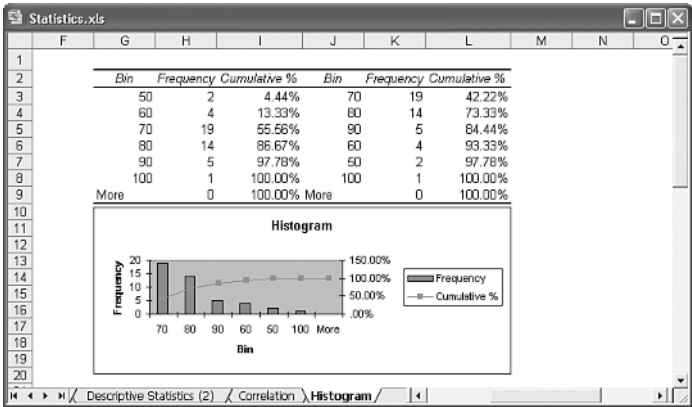 Statistics.xls
F G H I J K L M N O
1
2 Bin Frequency Cumulative % Bin Frequency Cumulative %
3 50 2 4.44% 70 19 42.22%
4 60 4 13.33% 80 14 73.33%
5 70 19 55.56% 90 5 84.44%
6 80 14 86.67% 60 4 93.33%
7 90 5 97.78% 50 2 97.78%
8 100 1 100.00% 100 1 100.00%
9 More 0 100.00% More 0 100.00%
10
11
12
13
14
15
16
17
18
19
20
Histogram
Frequency
20
15
10
5
0
150.00%
100.00%
50.00%
.00%
70 80 90 60 50 100 More
Bin
Frequency
Cumulative %
Descriptive Statistics (2) Correlation Histogram